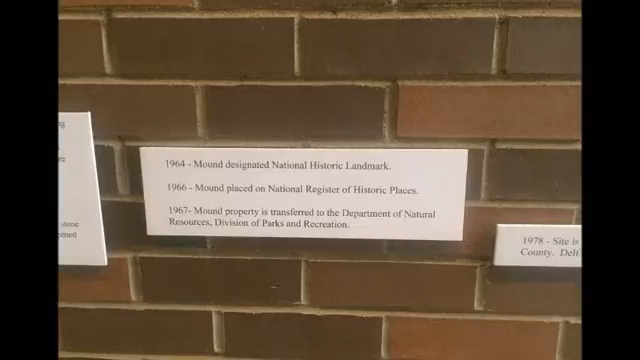 1964 - Mound designated National Historic Landmark.
1966 - Mound placed on National Register of Historic Places.
1967- Mound property is transferred to the Department of Natural
Resources, Division of Parks and Recreation.
1978 - Site is
County. Delf